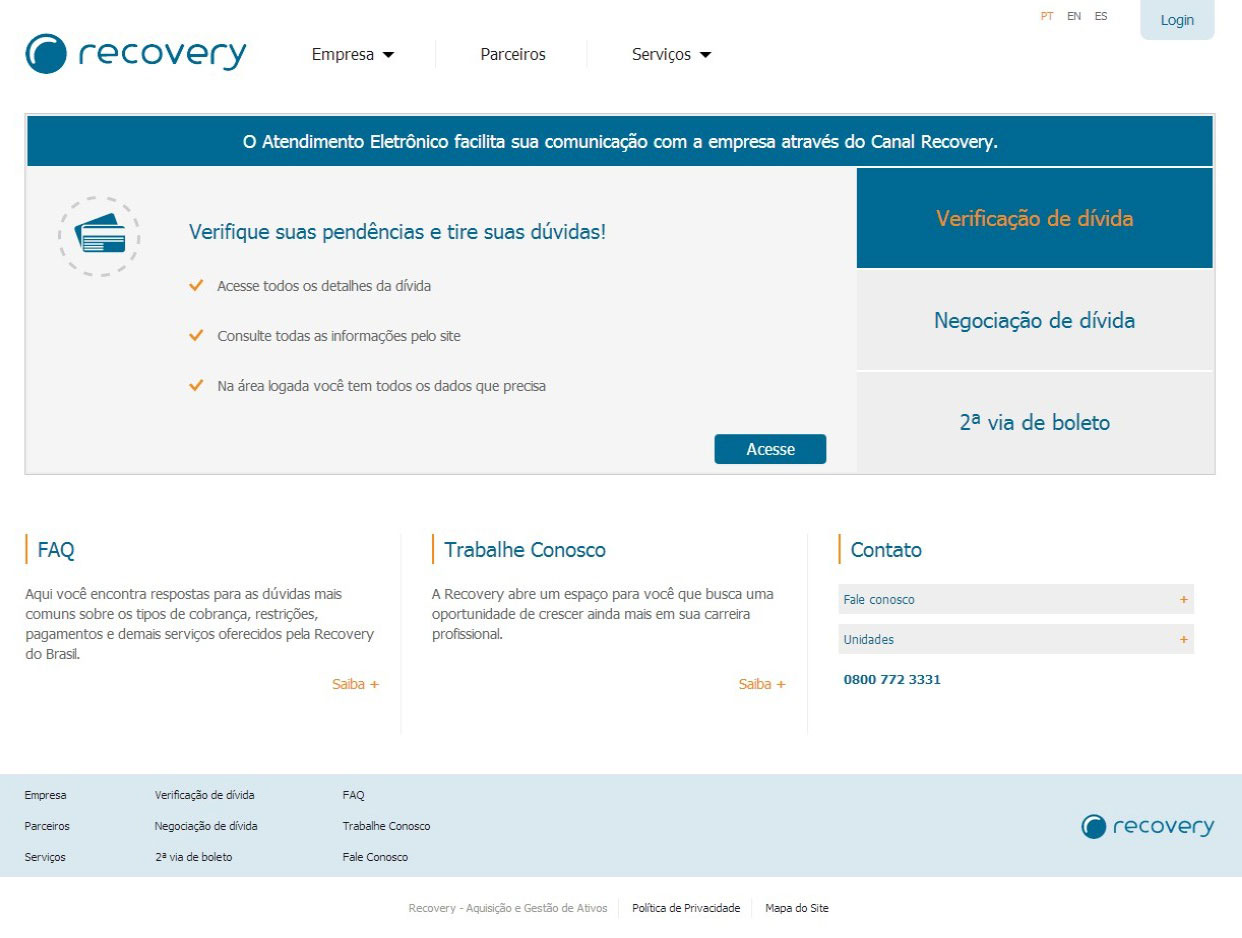 PT EN ES Login
recovery Empresa Parceiros Serviços
O Atendimento Eletrônico facilita sua comunicação com a empresa através do Canal Recovery.
Verifique suas pendências e tire suas dúvidas!
Acesse todos os detalhes da dívida
Consulte todas as informações pelo site
Na área logada você tem todos os dados que precisa
Acesse
Verificação de dívida
Negociação de dívida
2ª via de boleto
FAQ
Aqui você encontra respostas para as dúvidas mais
comuns sobre os tipos de cobrança, restrições,
pagamentos e demais serviços oferecidos pela Recovery
do Brasil.
Saiba +
Trabalhe Conosco
A Recovery abre um espaço para você que busca uma
oportunidade de crescer ainda mais em sua carreira
profissional.
Saiba +
Contato
Fale conosco +
Unidades +
0800 772 3331
Empresa Verificação de dívida FAQ
Parceiros Negociação de dívida Trabalhe Conosco
Serviços 2ª via de boleto Fale Conosco
recovery
Recovery - Aquisição e Gestão de Ativos Política de Privacidade Mapa do Site